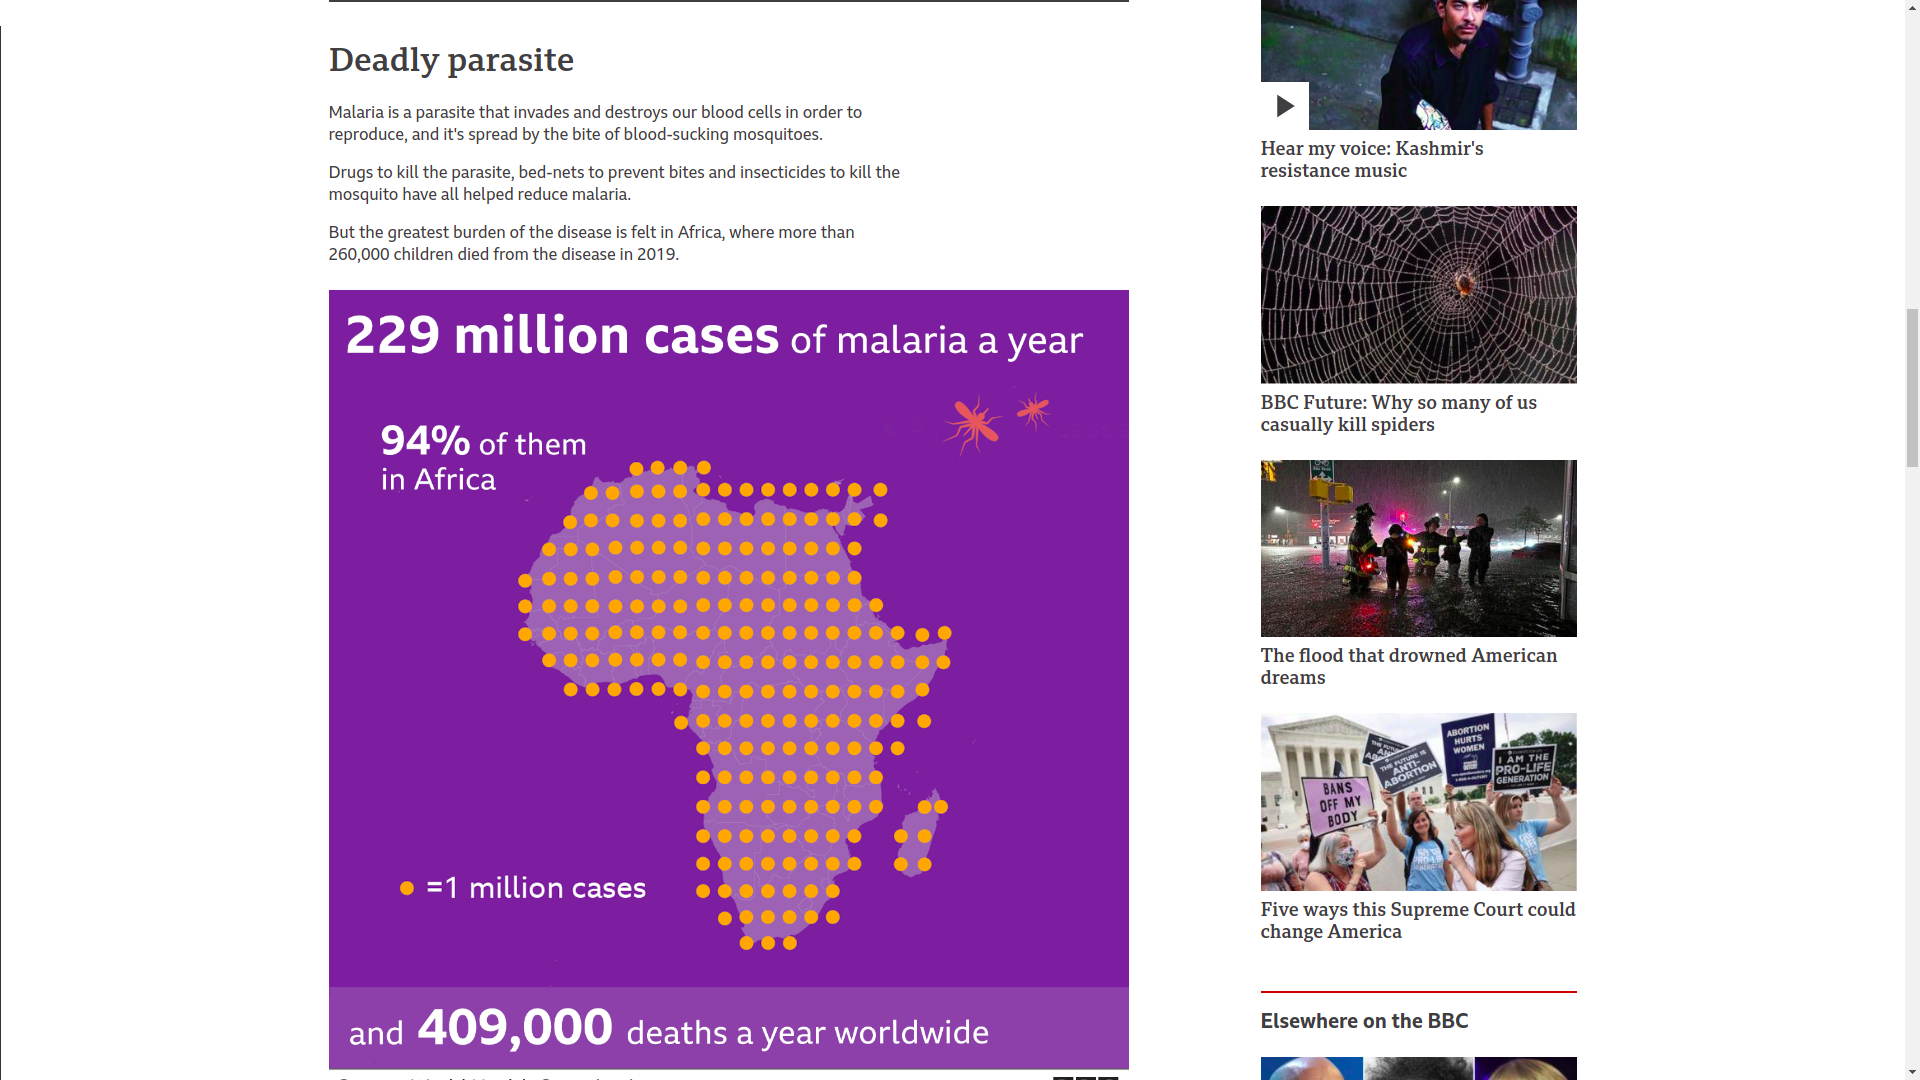 Deadly parasite
Malaria is a parasite that invades and destroys our blood cells in order to
reproduce, and it's spread by the bite of blood-sucking mosquitoes.
Drugs to kill the parasite, bed-nets to prevent bites and insecticides to kill the
mosquito have all helped reduce malaria.
But the greatest burden of the disease is felt in Africa, where more than
260,000 children died from the disease in 2019.
229 million cases of malaria a year
94% of them
in Africa
=1 million cases
and 409,000 deaths a year worldwide
Hear my voice: Kashmir's
resistance music
BBC Future: Why so many of us
casually kill spiders
The flood that drowned American
dreams
ABORTION
HURTS
WOMEN
THE FUTURE IS
ANTI-
ABORTION
I AM THE
PRO-LIFE
GENERATION
BANS
OFF MY
BODY
Five ways this Supreme Court could
change America
Elsewhere on the BBC